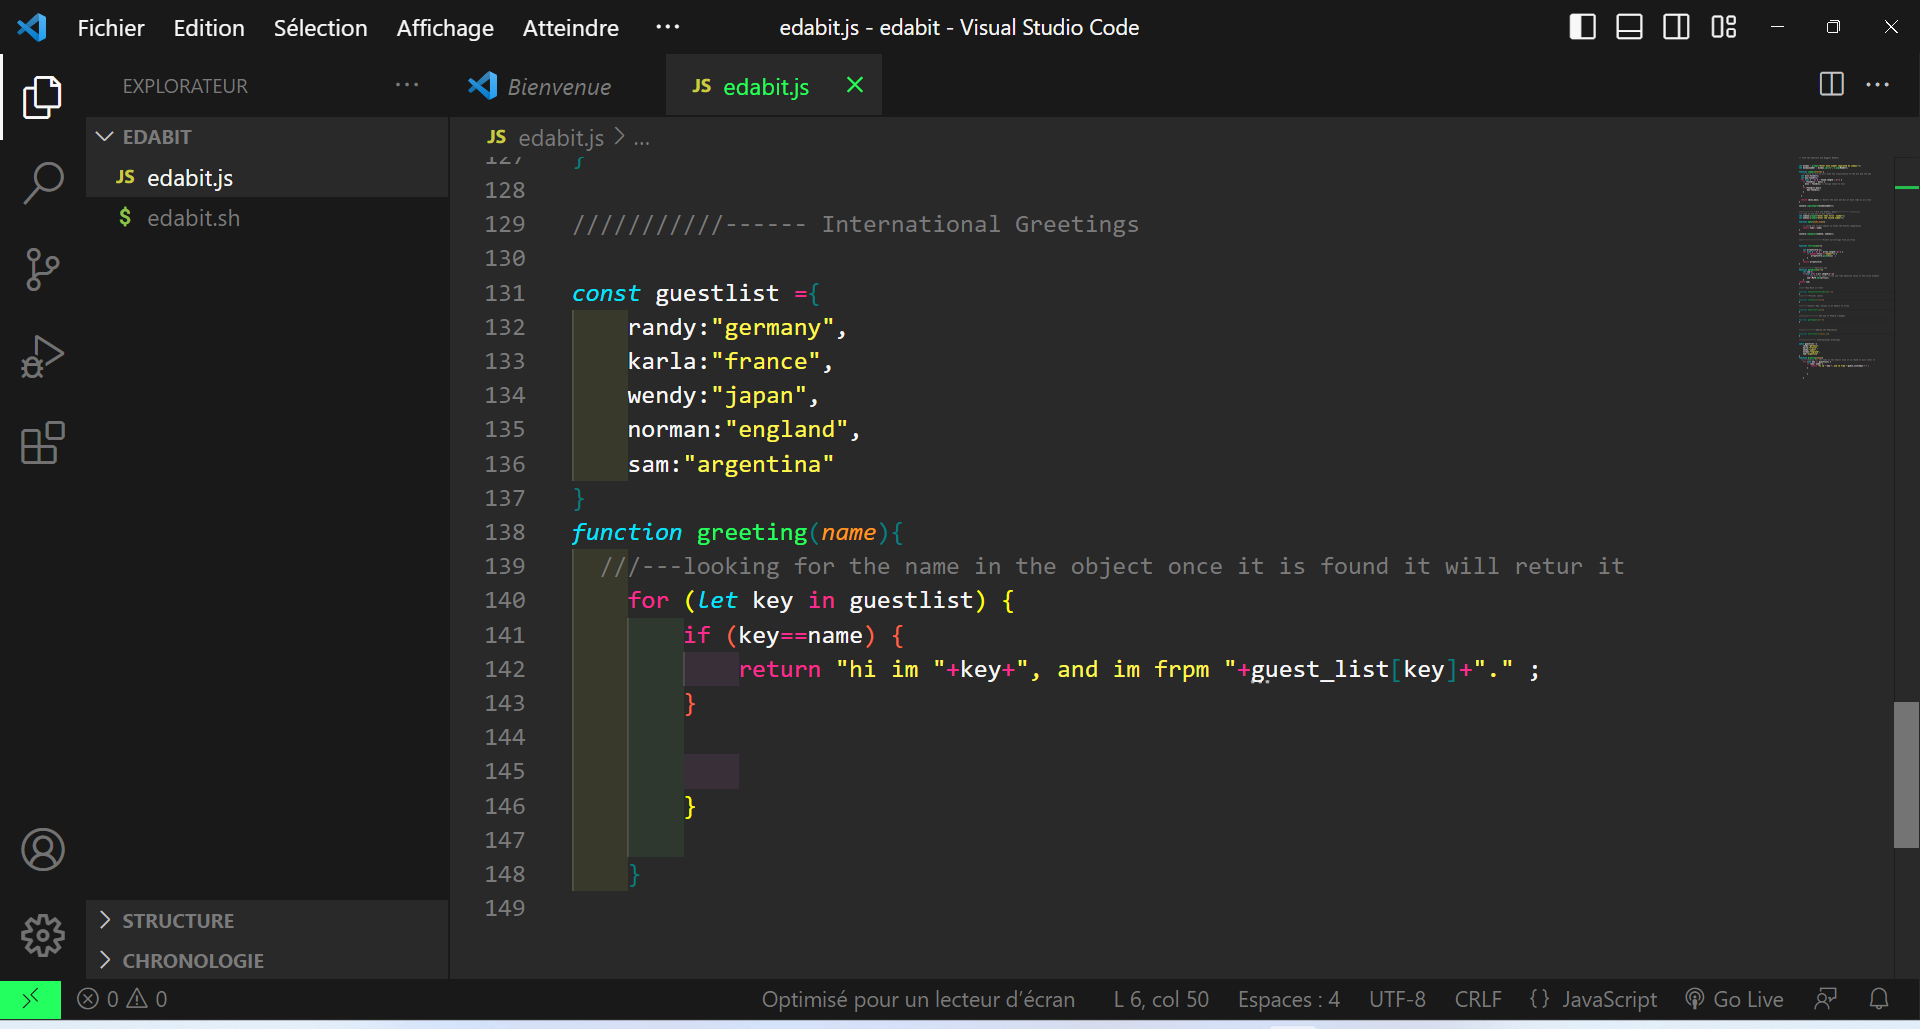 Fichier Edition Sélection Affichage Atteindre ··· edabit.js - edabit - Visual Studio Code
EXPLORATEUR ··· Bienvenue JS edabit.js
EDABIT
JS edabit.js > ...
JS edabit.js
$ edabit.sh
127 }
128
129 ///////////------ International Greetings
130
131 const guestlist ={
132 randy:"germany",
133 karla:"france",
134 wendy:"japan",
135 norman:"england",
136 sam:"argentina"
137 }
138 function greeting(name){
139 ///---looking for the name in the object once it is found it will retur it
140 for (let key in guestlist) {
141 if (key==name) {
142 return "hi im "+key+", and im frpm "+guest_list[key]+"." ;
143 }
144
145
146 }
147
148 }
149
STRUCTURE
CHRONOLOGIE
0 0 Optimisé pour un lecteur d’écran L 6, col 50 Espaces : 4 UTF-8 CRLF {} JavaScript Go Live